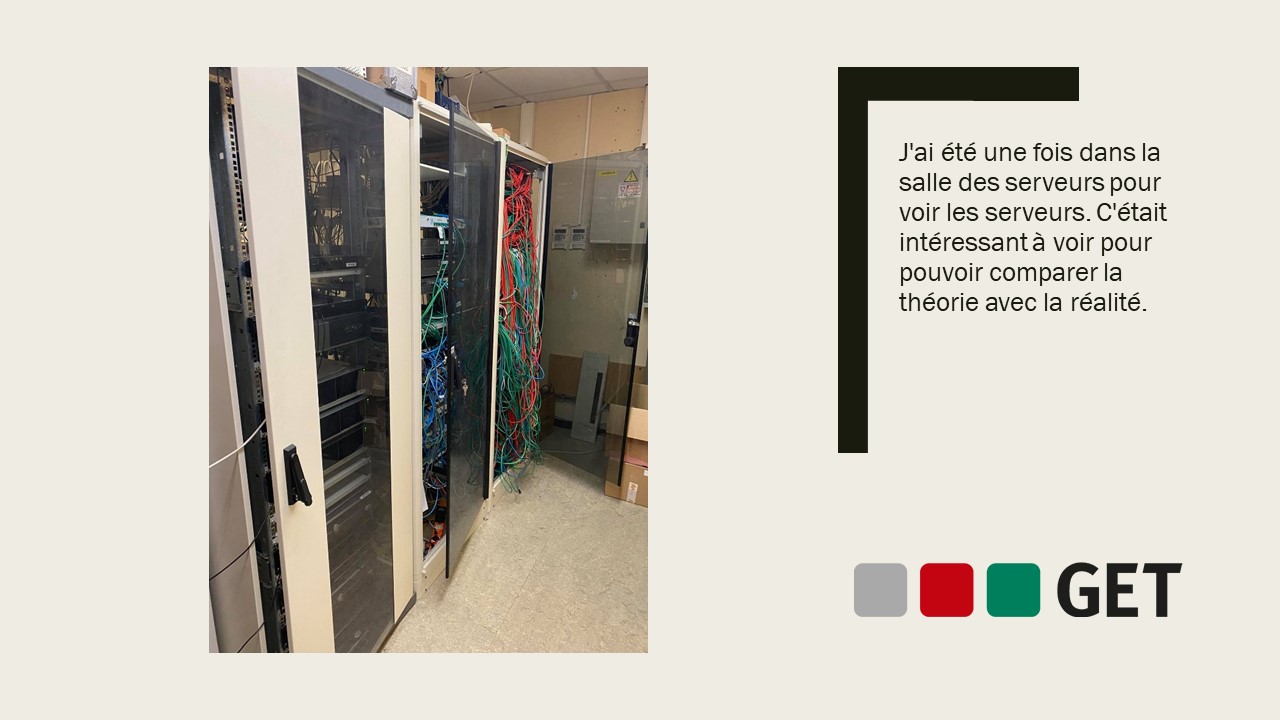 J'ai été une fois dans la
salle des serveurs pour
voir les serveurs. C'était
intéressant à voir pour
pouvoir comparer la
théorie avec la réalité.
GET